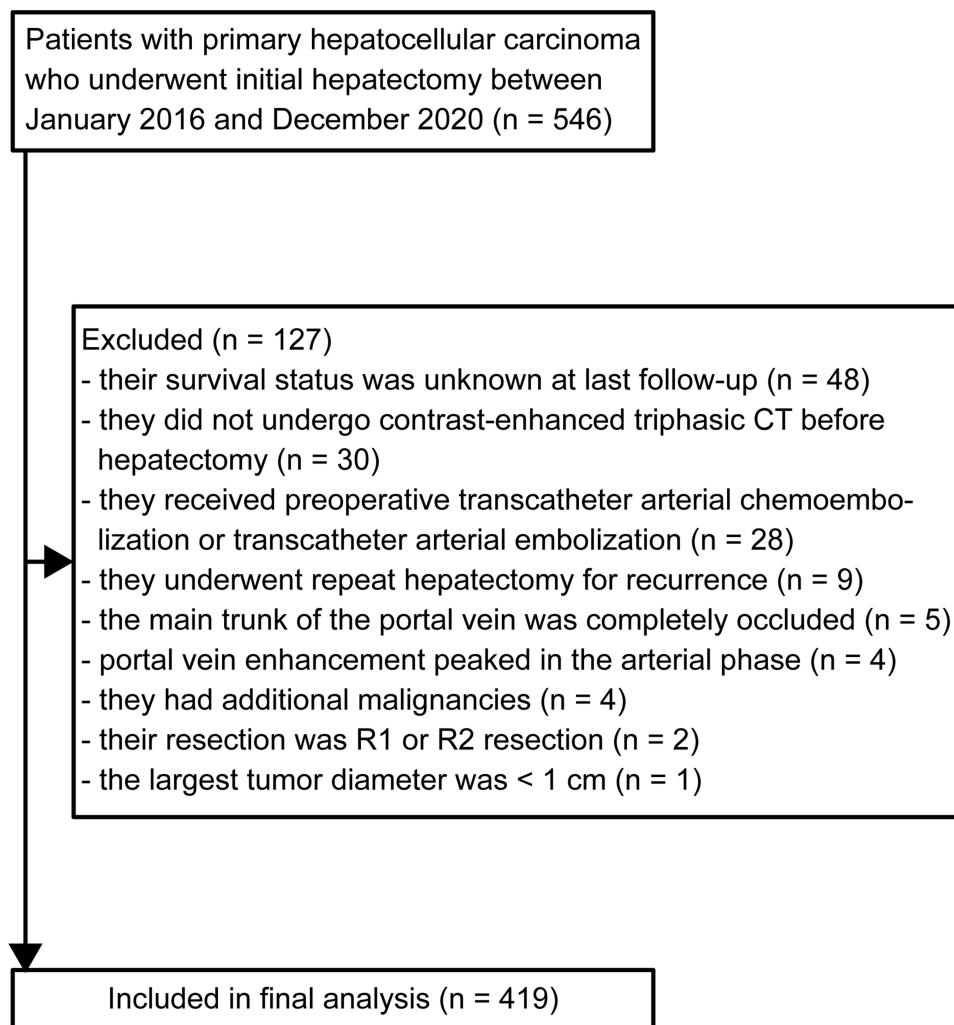 Patients with primary hepatocellular carcinoma
who underwent initial hepatectomy between
January 2016 and December 2020 (n = 546)
Excluded (n = 127)
- their survival status was unknown at last follow-up (n = 48)
- they did not undergo contrast-enhanced triphasic CT before
hepatectomy (n = 30)
- they received preoperative transcatheter arterial chemoembo-
lization or transcatheter arterial embolization (n = 28)
- they underwent repeat hepatectomy for recurrence (n = 9)
- the main trunk of the portal vein was completely occluded (n = 5)
- portal vein enhancement peaked in the arterial phase (n = 4)
- they had additional malignancies (n = 4)
- their resection was R1 or R2 resection (n = 2)
- the largest tumor diameter was < 1 cm (n = 1)
Included in final analysis (n = 419)